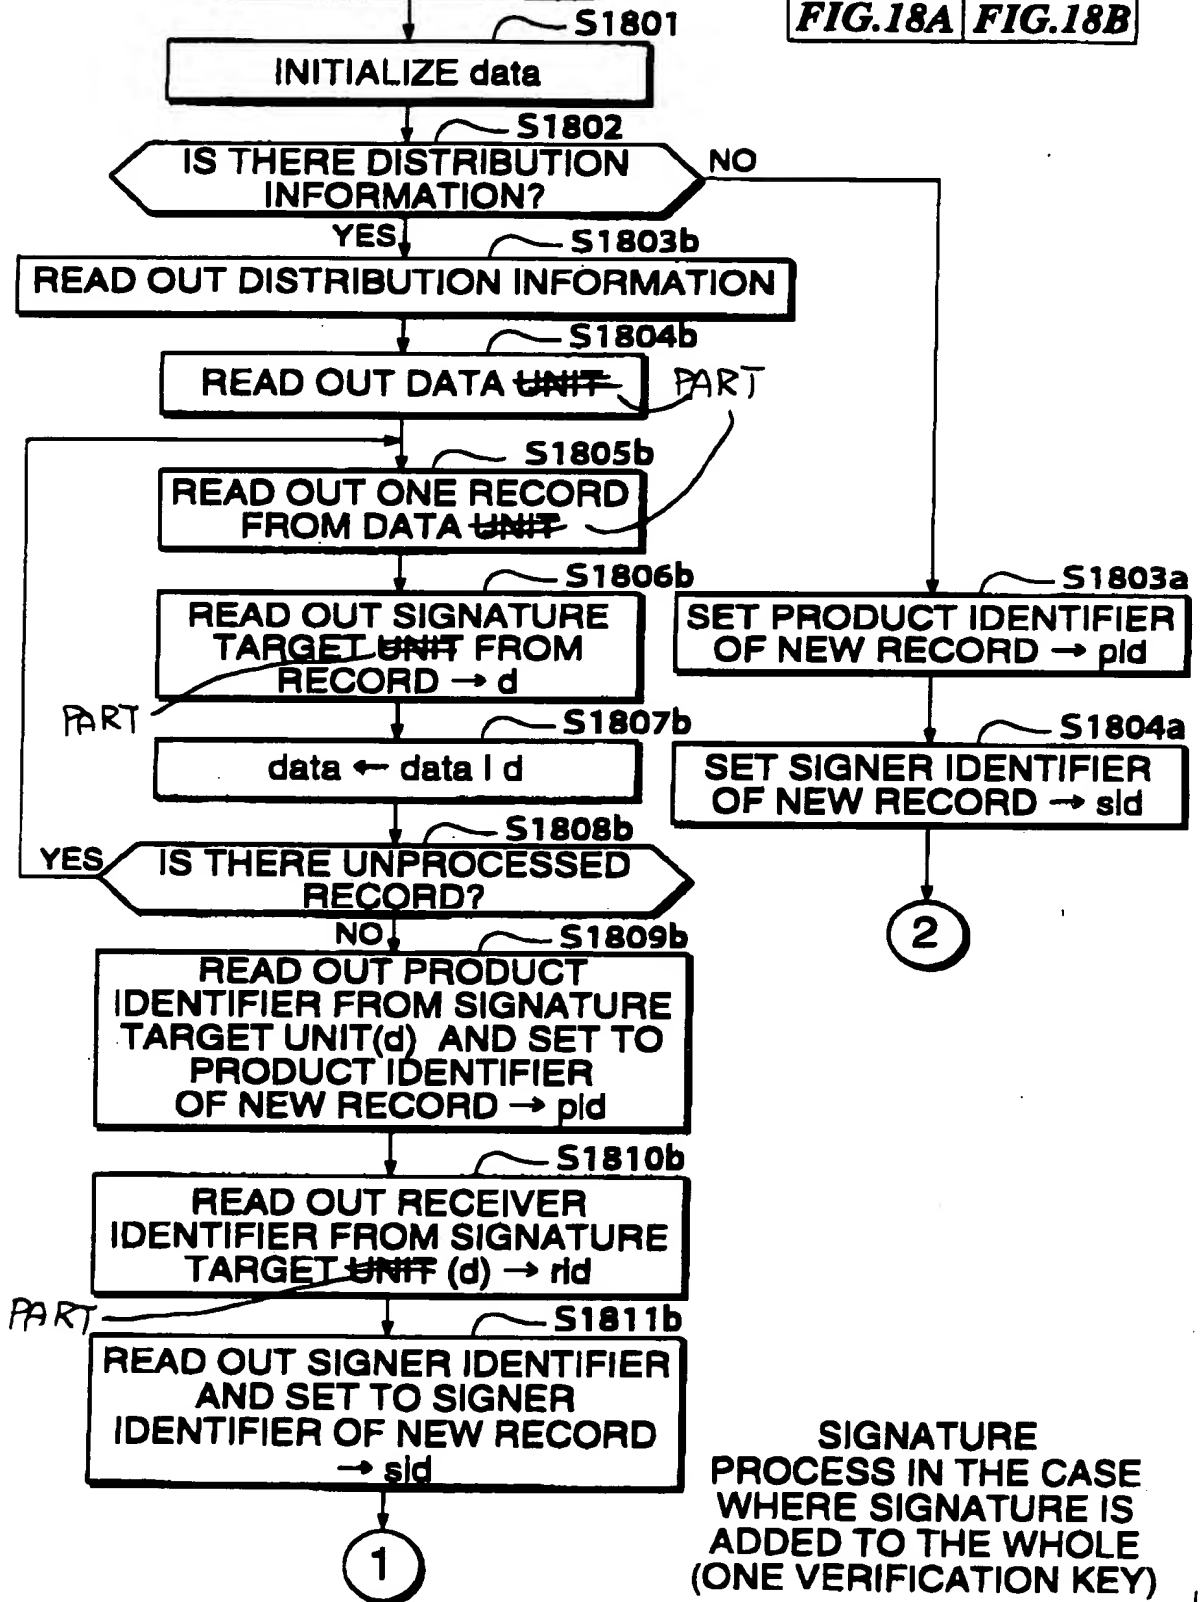 FIG.18A FIG.18B
S1801
INITIALIZE data
S1802
IS THERE DISTRIBUTION
INFORMATION?
NO
YES
S1803b
READ OUT DISTRIBUTION INFORMATION
S1804b
READ OUT DATA UNIT
PART
S1805b
READ OUT ONE RECORD
FROM DATA UNIT
S1806b
READ OUT SIGNATURE
TARGET UNIT FROM
RECORD → d
PART
S1807b
data ← data | d
S1808b
YES
IS THERE UNPROCESSED
RECORD?
NO
S1803a
SET PRODUCT IDENTIFIER
OF NEW RECORD → pid
S1804a
SET SIGNER IDENTIFIER
OF NEW RECORD → sid
2
S1809b
READ OUT PRODUCT
IDENTIFIER FROM SIGNATURE
TARGET UNIT(d) AND SET TO
PRODUCT IDENTIFIER
OF NEW RECORD → pid
S1810b
READ OUT RECEIVER
IDENTIFIER FROM SIGNATURE
TARGET UNIT (d) → rid
PART
S1811b
READ OUT SIGNER IDENTIFIER
AND SET TO SIGNER
IDENTIFIER OF NEW RECORD
→ sid
1
SIGNATURE
PROCESS IN THE CASE
WHERE SIGNATURE IS
ADDED TO THE WHOLE
(ONE VERIFICATION KEY)